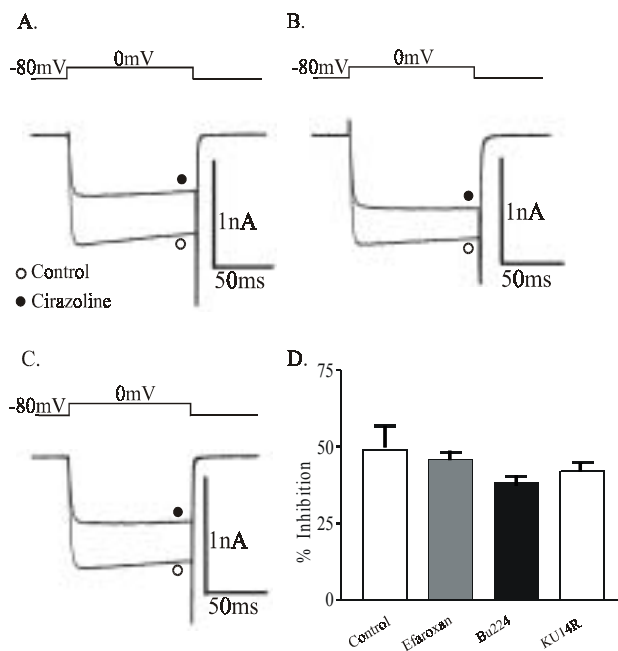 A.
-80mV 0mV
1nA
50ms
Control
Cirazoline
B.
-80mV 0mV
1nA
50ms
C.
-80mV 0mV
1nA
50ms
D.
% Inhibition
75
50
25
0
Control
Efaroxan
Bu224
KU14R